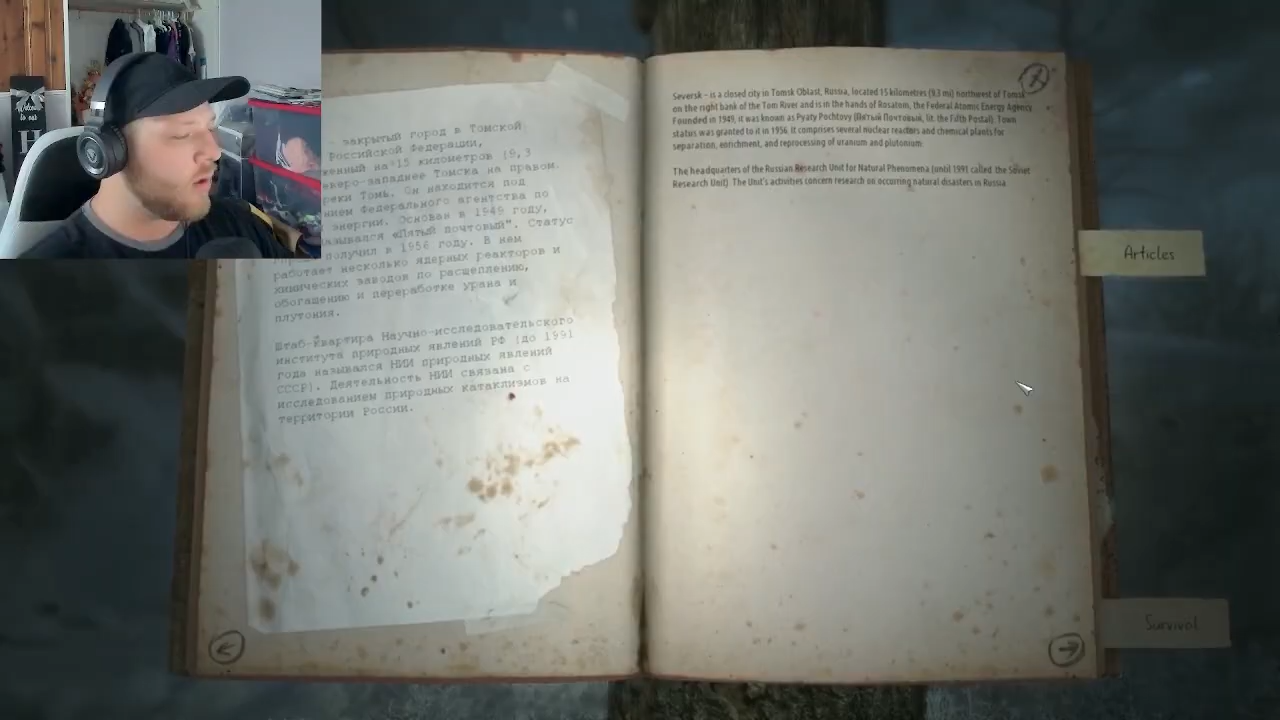 закрытый город в Томской
Российской Федерации,
15 километров (9,3
северо-западнее Томска на правом
реки Томь. Он находится под
Федерального агентства по
энергии. Основан в 1949 году,
«Пятый почтовый". Статус
получил в 1956 году. В нем
работает несколько ядерных реакторов и
химических заводов по расщеплению,
обогащению и переработке урана и
плутония.
Штаб-квартира Научно-исследовательского
института природных явлений РФ (до 1991
года назывался НИИ природных явлений
СССР). Деятельность НИИ связана с
исследованием природных катаклизмов на
территории России.
Seversk - is a closed city in Tomsk Oblast, Russia, located 15 kilometres (9,3 mi) northwest of Tomsk
on the right bank of the Tom River and is in the hands of Rosatom, the Federal Atomic Energy Agency
Founded in 1949, it was known as Pyaty Pochtovy (Пятый Почтовый, lit. the Fifth Postal). Town
status was granted to it in 1956. It comprises several nuclear reactors and chemical plants for
separation, enrichment, and reprocessing of uranium and plutonium.
The headquarters of the Russian Research Unit for Natural Phenomena (until 1991 called: the Soviet
Research Unit). The Unit's activities concern research on occurring natural disasters in Russia
Articles
Survival
Welcome
to our
H